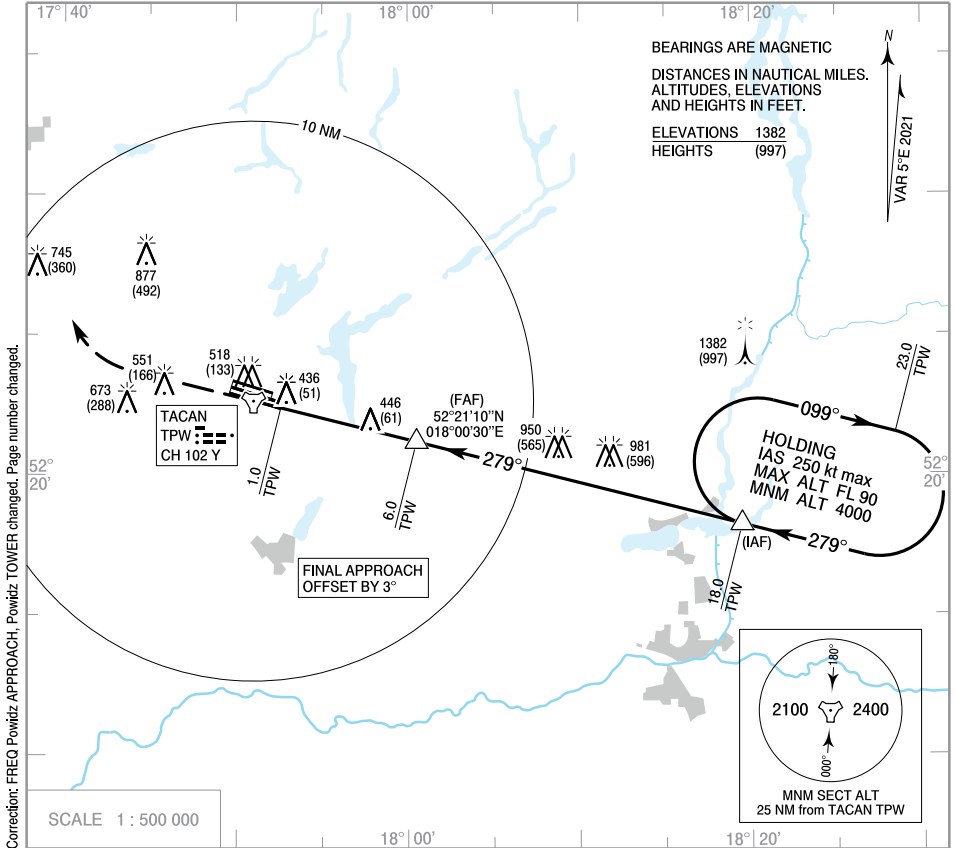 17° 40'
18° 00'
18° 20'
BEARINGS ARE MAGNETIC
DISTANCES IN NAUTICAL MILES.
ALTITUDES, ELEVATIONS
AND HEIGHTS IN FEET.
ELEVATIONS 1382
HEIGHTS (997)
N
VAR 5°E 2021
10 NM
745
(360)
877
(492)
1382
(997)
23.0
TPW
551
(166)
518
(133)
436
(51)
673
(288)
446
(61)
(FAF)
52°21'10"N
018°00'30"E
950
(565)
981
(596)
TACAN
TPW
CH 102 Y
279°
099°
HOLDING
IAS 250 kt max
MAX ALT FL 90
MNM ALT 4000
279°
(IAF)
52°
20'
52°
20'
1.0
TPW
6.0
TPW
18.0
TPW
FINAL APPROACH
OFFSET BY 3°
180°
2100
2400
000°
MNM SECT ALT
25 NM from TACAN TPW
SCALE 1 : 500 000
18° 00'
18° 20'
Correction: FREQ Powidz APPROACH, Powidz TOWER changed. Page number changed.